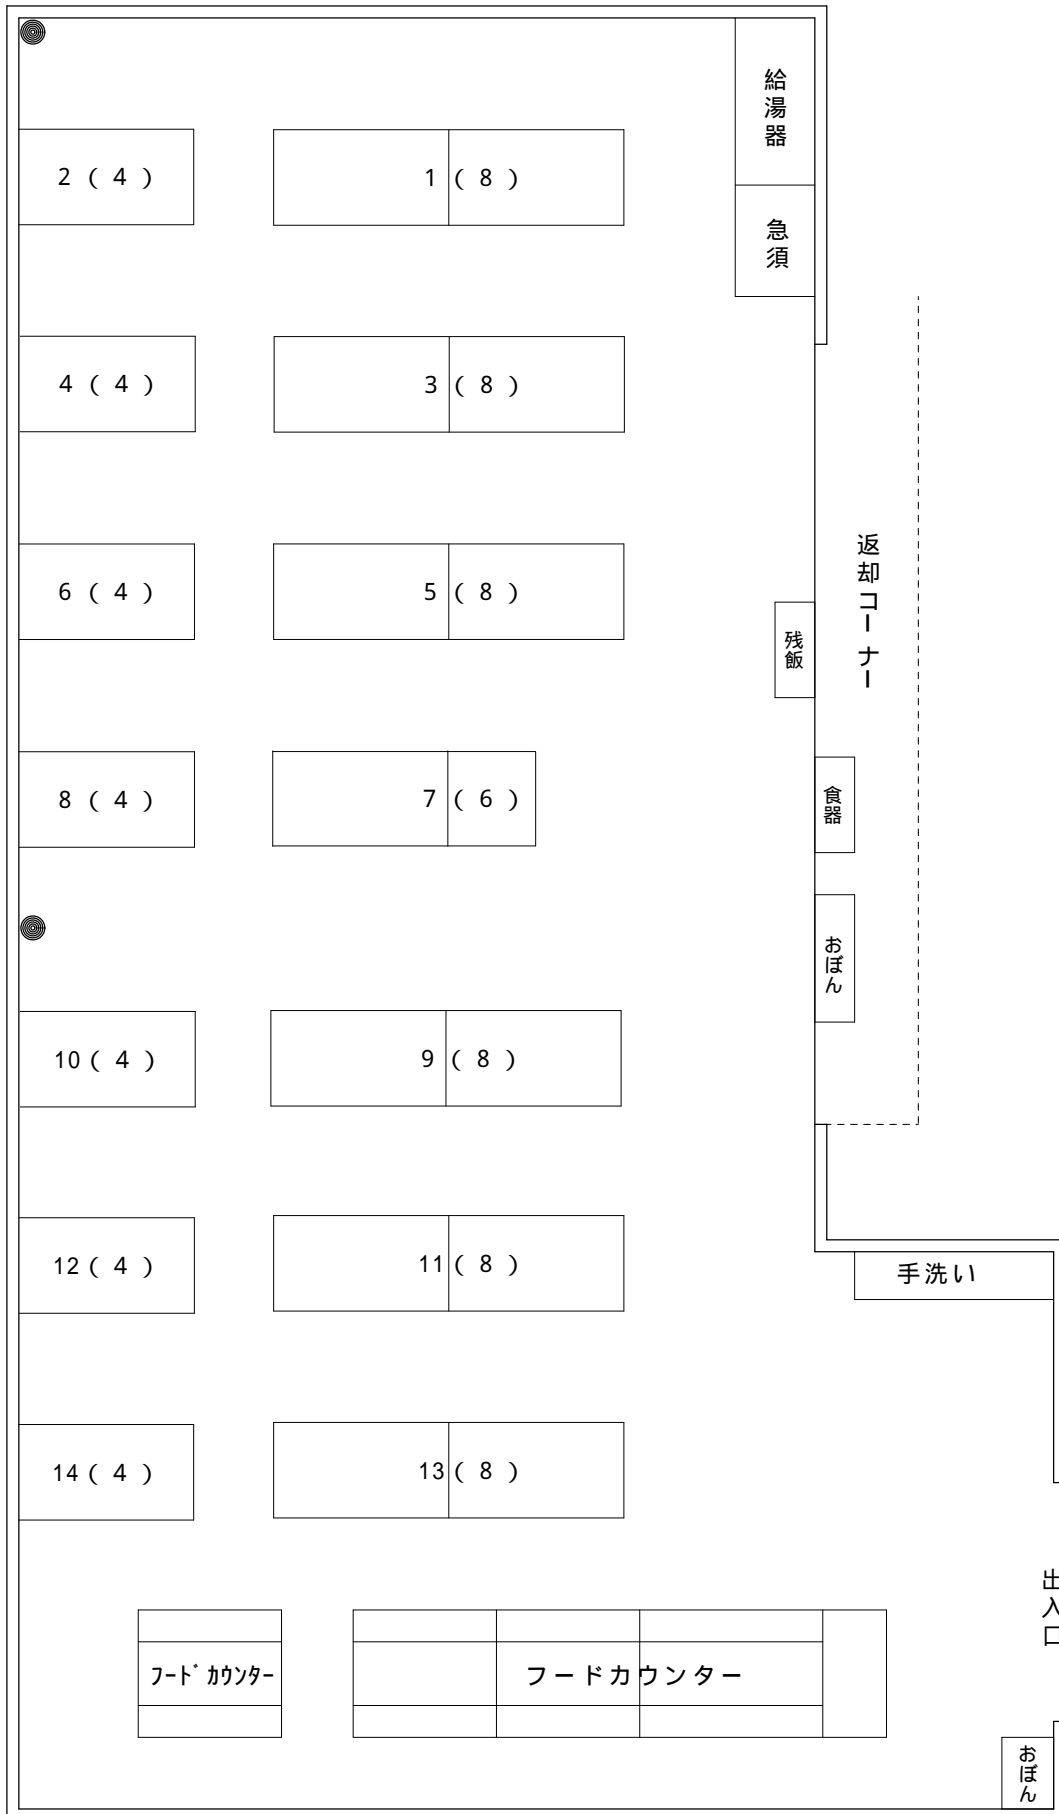 給湯器
2 ( 4 )
1 ( 8 )
急須
4 ( 4 )
3 ( 8 )
返却コーナー
6 ( 4 )
5 ( 8 )
残飯
8 ( 4 )
7 ( 6 )
食器
おぼん
10 ( 4 )
9 ( 8 )
12 ( 4 )
11 ( 8 )
手洗い
14 ( 4 )
13 ( 8 )
出入口
フードカウンター
フードカウンター
おぼん